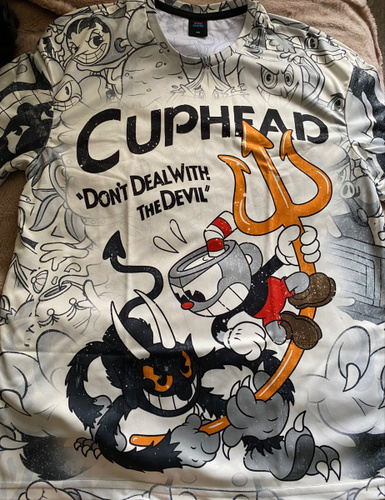 CUPHEAD
"DON'T DEAL WITH
THE DEVIL"